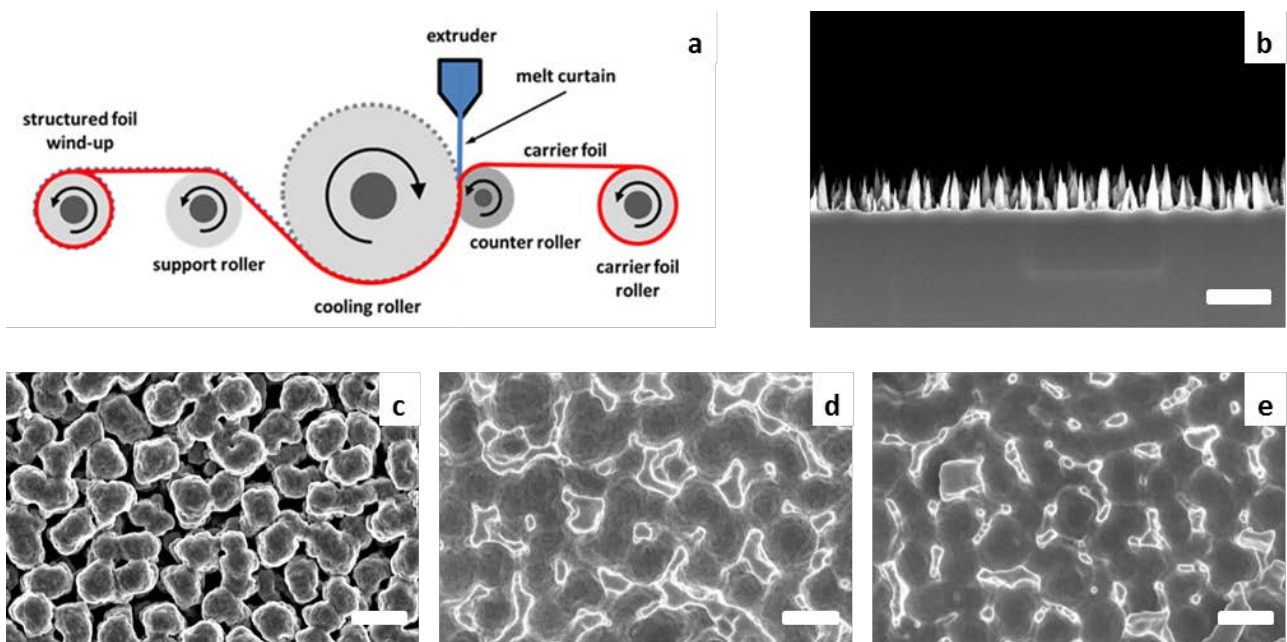 extruder
a
b
melt curtain
structured foil
wind-up
carrier foil
counter roller
support roller
carrier foil
roller
cooling roller
c
d
e